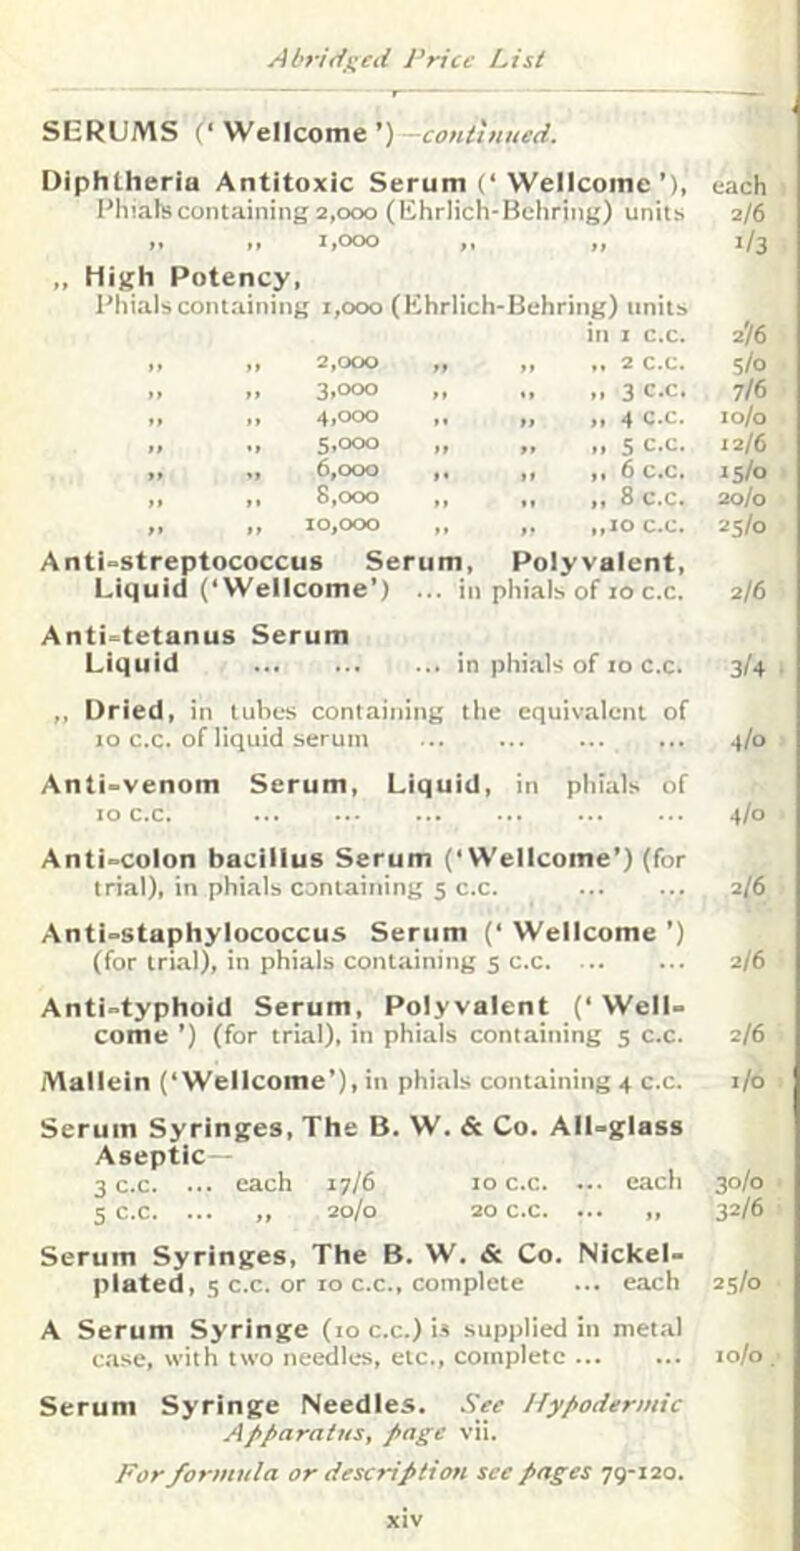 Abridged Price List
SERUMS (‘ Wellcome ’)—continued.
Diphtheria Antitoxic Serum (‘ Wellcome ’), each
Phials containing 2,000 (Ehrlich-Behring) units 2/6
,, ,, 1,000 ,, ,, 1/3
,, High Potency,
Phials containing 1,000 (Ehrlich-Behring) units
in 1 c.c. 2/6
,, ,, 2,000 ,, ,, ,, 2 c.c. 5/0
,, ,, 3,000 ,, ,, ,, 3 c.c. 7/6
,, ,, 4,000 ,, ,, ,, 4 c.c. 10/0
,, ,, 5,000 ,, ,, ,, 5 c.c. 12/6
,, ,, 6,000 ,, ,, ,, 6 c.c. 15/0
,, ,, 8,000 ,, ,, ,, 8 c.c. 20/0
,, ,, 10,000 ,, ,, ,, 10 c.c. 25/0
Anti-streptococcus Serum, Polyvalent,
Liquid (‘Wellcome’) ... in phials of 10 c.c. 2/6
Anti-tetanus Serum
Liquid ... ... ... in phials of 10 c.c. 3/4
,, Dried, in tubes containing the equivalent of
10 c.c. of liquid serum ... ... ... ... 4/0
Anti-venom Serum, Liquid, in phials of
10 c.c. ... ... ... ... ... ... 4/0
Anti-colon bacillus Serum (‘Wellcome’) (for
trial), in phials containing 5 c.c. ... ... 2/6
Anti-staphylococcus Serum (‘ Wellcome ’)
(for trial), in phials containing 5 c.c. ... ... 2/6
Anti-typhoid Serum, Polyvalent (‘ Well-
come ’) (for trial), in phials containing 5 c.c. 2/6
Mallein (‘Wellcome’), in phials containing 4 c.c. 1/0
Serum Syringes, The B. W. & Co. All-glass
Aseptic—
3 c.c. ... each 17/6 10 c.c. ... each 30/0
5 c.c. ... ,, 20/0 20 c.c. ... ,, 32/6
Serum Syringes, The B. W. & Co. Nickel-
plated, 5 c.c. or 10 c.c., complete ... each 25/0
A Serum Syringe (10 c.c.) is supplied in metal
case, with two needles, etc., complete ... ... 10/0
Serum Syringe Needles. See Hypodermic
Apparatus, page vii.
For formula or description see pages 79-120.
xiv